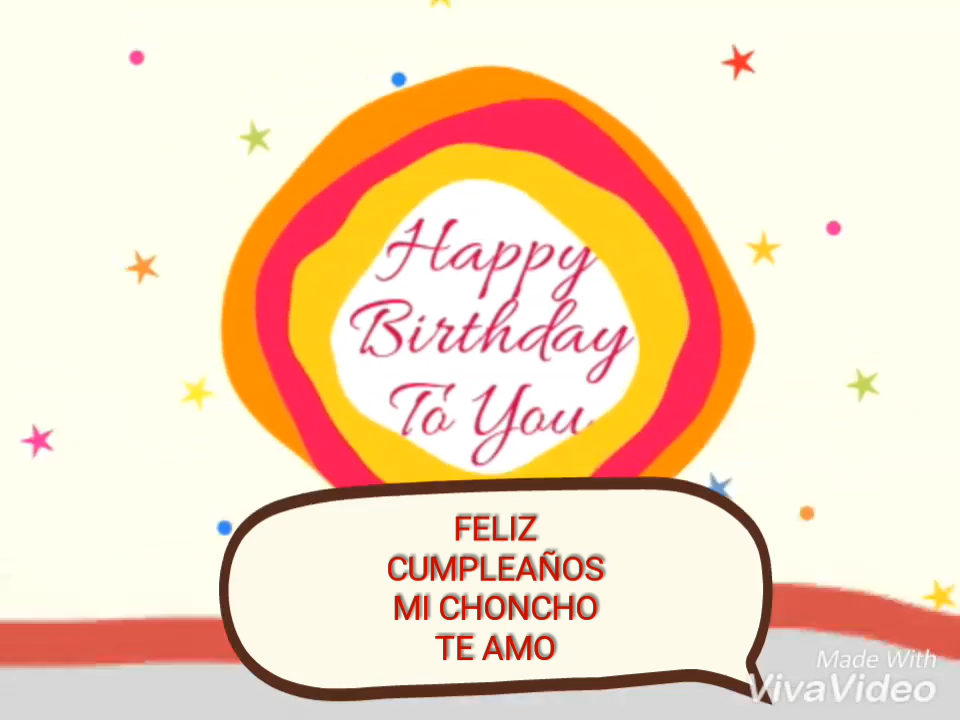 Happy
Birthday
To You
FELIZ
CUMPLEAÑOS
MI CHONCHO
TE AMO
Made With
VivaVideo